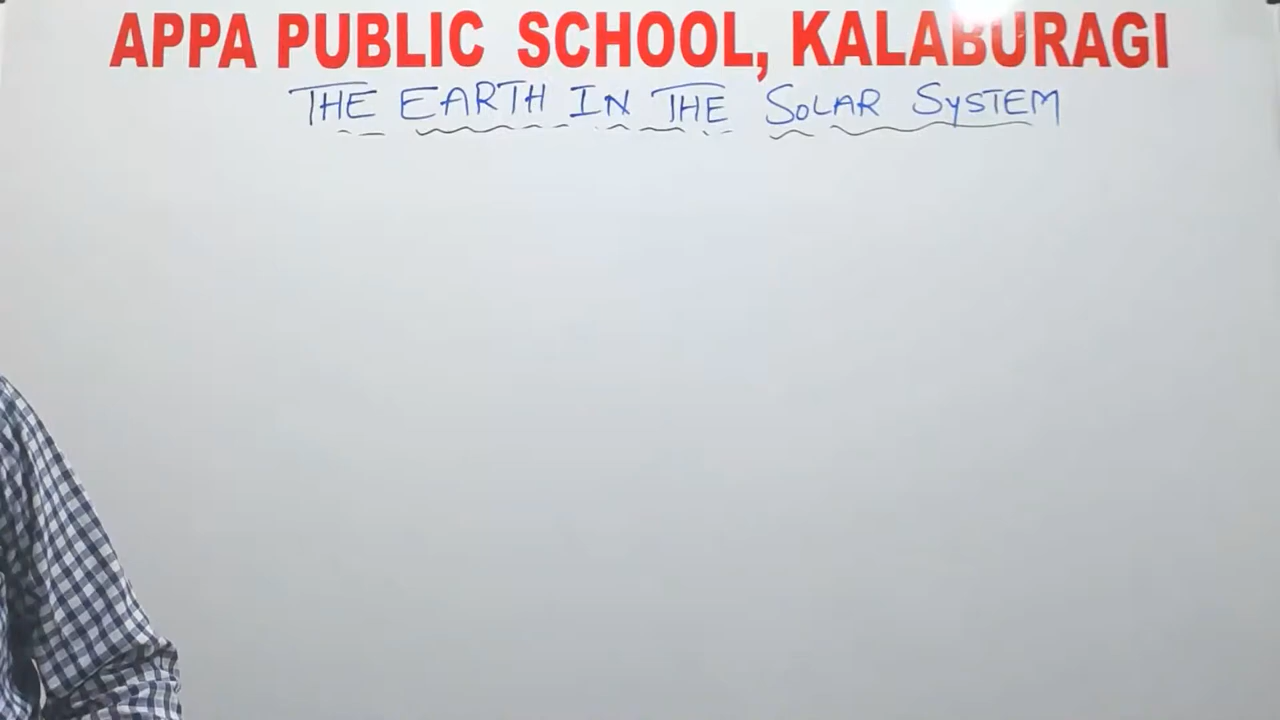 APPA PUBLIC SCHOOL, KALABURAGI
THE EARTH IN THE SOLAR SYSTEM